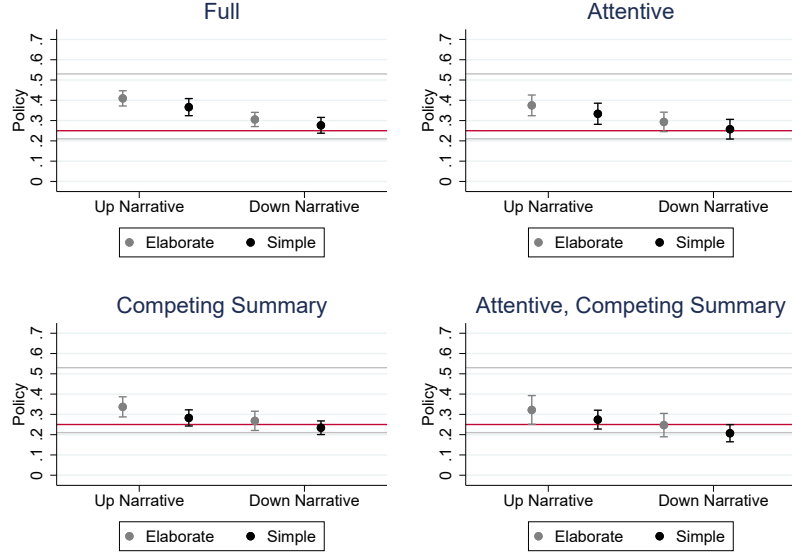 Full
Policy
.7
.6
.5
.4
.3
.2
.1
0
Up Narrative Down Narrative
Elaborate Simple
Attentive
Policy
.7
.6
.5
.4
.3
.2
.1
0
Up Narrative Down Narrative
Elaborate Simple
Competing Summary
Policy
.7
.6
.5
.4
.3
.2
.1
0
Up Narrative Down Narrative
Elaborate Simple
Attentive, Competing Summary
Policy
.7
.6
.5
.4
.3
.2
.1
0
Up Narrative Down Narrative
Elaborate Simple